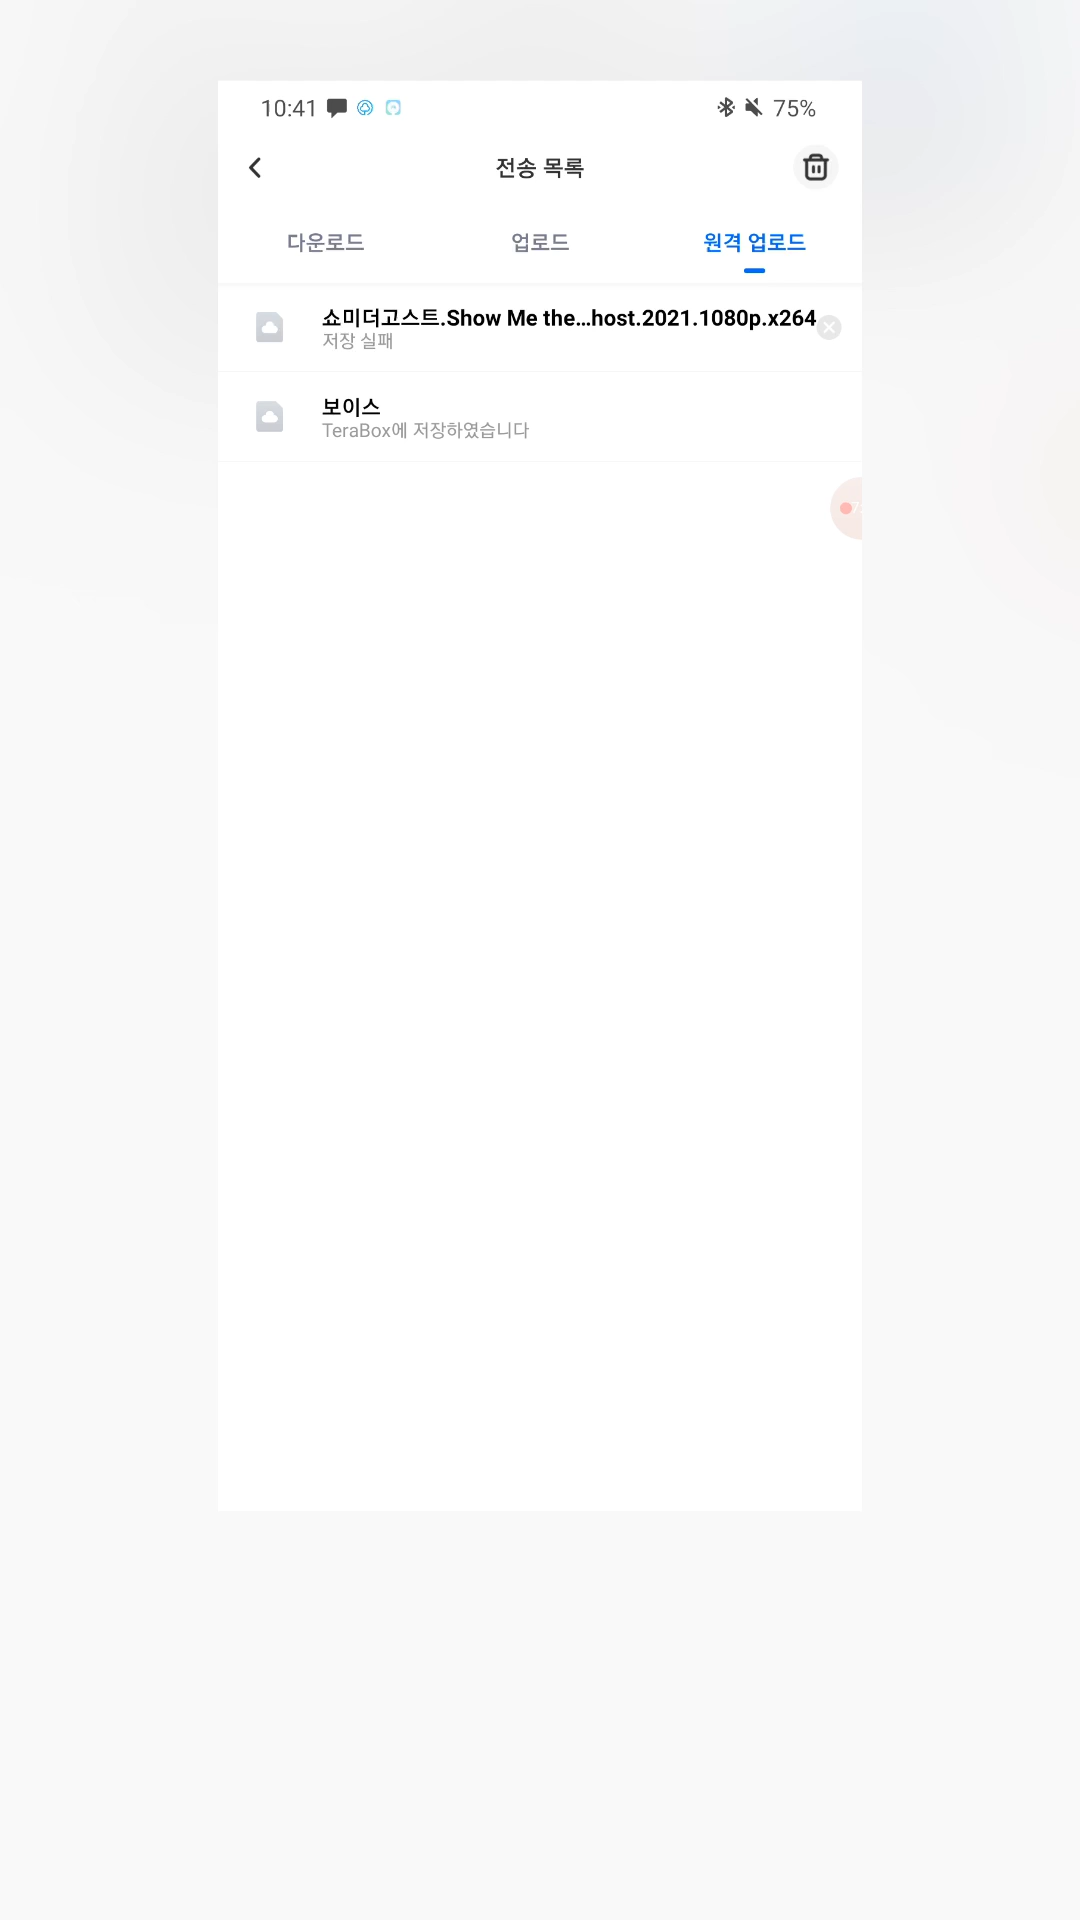 10:41
75%
전송 목록
다운로드
업로드
원격 업로드
쇼미더고스트.Show Me the...host.2021.1080p.x264
저장 실패
보이스
TeraBox에 저장하였습니다